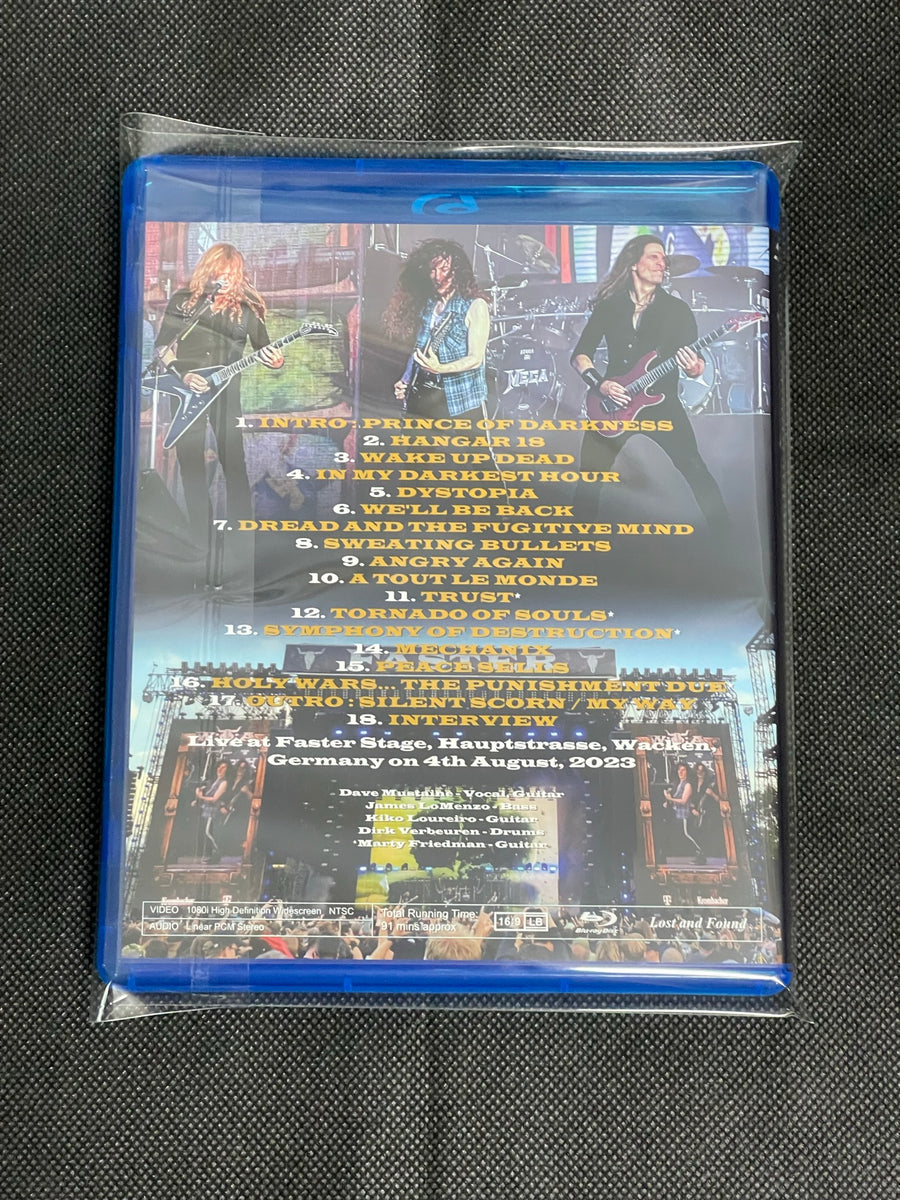 MEGA
1. INTRO : PRINCE OF DARKNESS
2. HANGAR 18
3. WAKE UP DEAD
4. IN MY DARKEST HOUR
5. DYSTOPIA
6. WE'LL BE BACK
7. DREAD AND THE FUGITIVE MIND
8. SWEATING BULLETS
9. ANGRY AGAIN
10. A TOUT LE MONDE
11. TRUST*
12. TORNADO OF SOULS*
13. SYMPHONY OF DESTRUCTION*
14. MECHANIX
FASTER
15. PEACE SELLS
16. HOLY WARS... THE PUNISHMENT DUE
17. OUTRO : SILENT SCORN / MY WAY
18. INTERVIEW
Live at Faster Stage, Hauptstrasse, Wacken,
Germany on 4th August, 2023
Dave Mustaine - Vocal, Guitar
James LoMenzo - Bass
Kiko Loureiro - Guitar
Dirk Verbeuren - Drums
*Marty Friedman - Guitar
Krombacher T T Krombacher
VIDEO 1080i High Definition Widescreen NTSC
AUDIO Linear PCM Stereo
Total Running Time:
91 mins approx
16:9 LB
Blu-ray Disc
Lost and Found